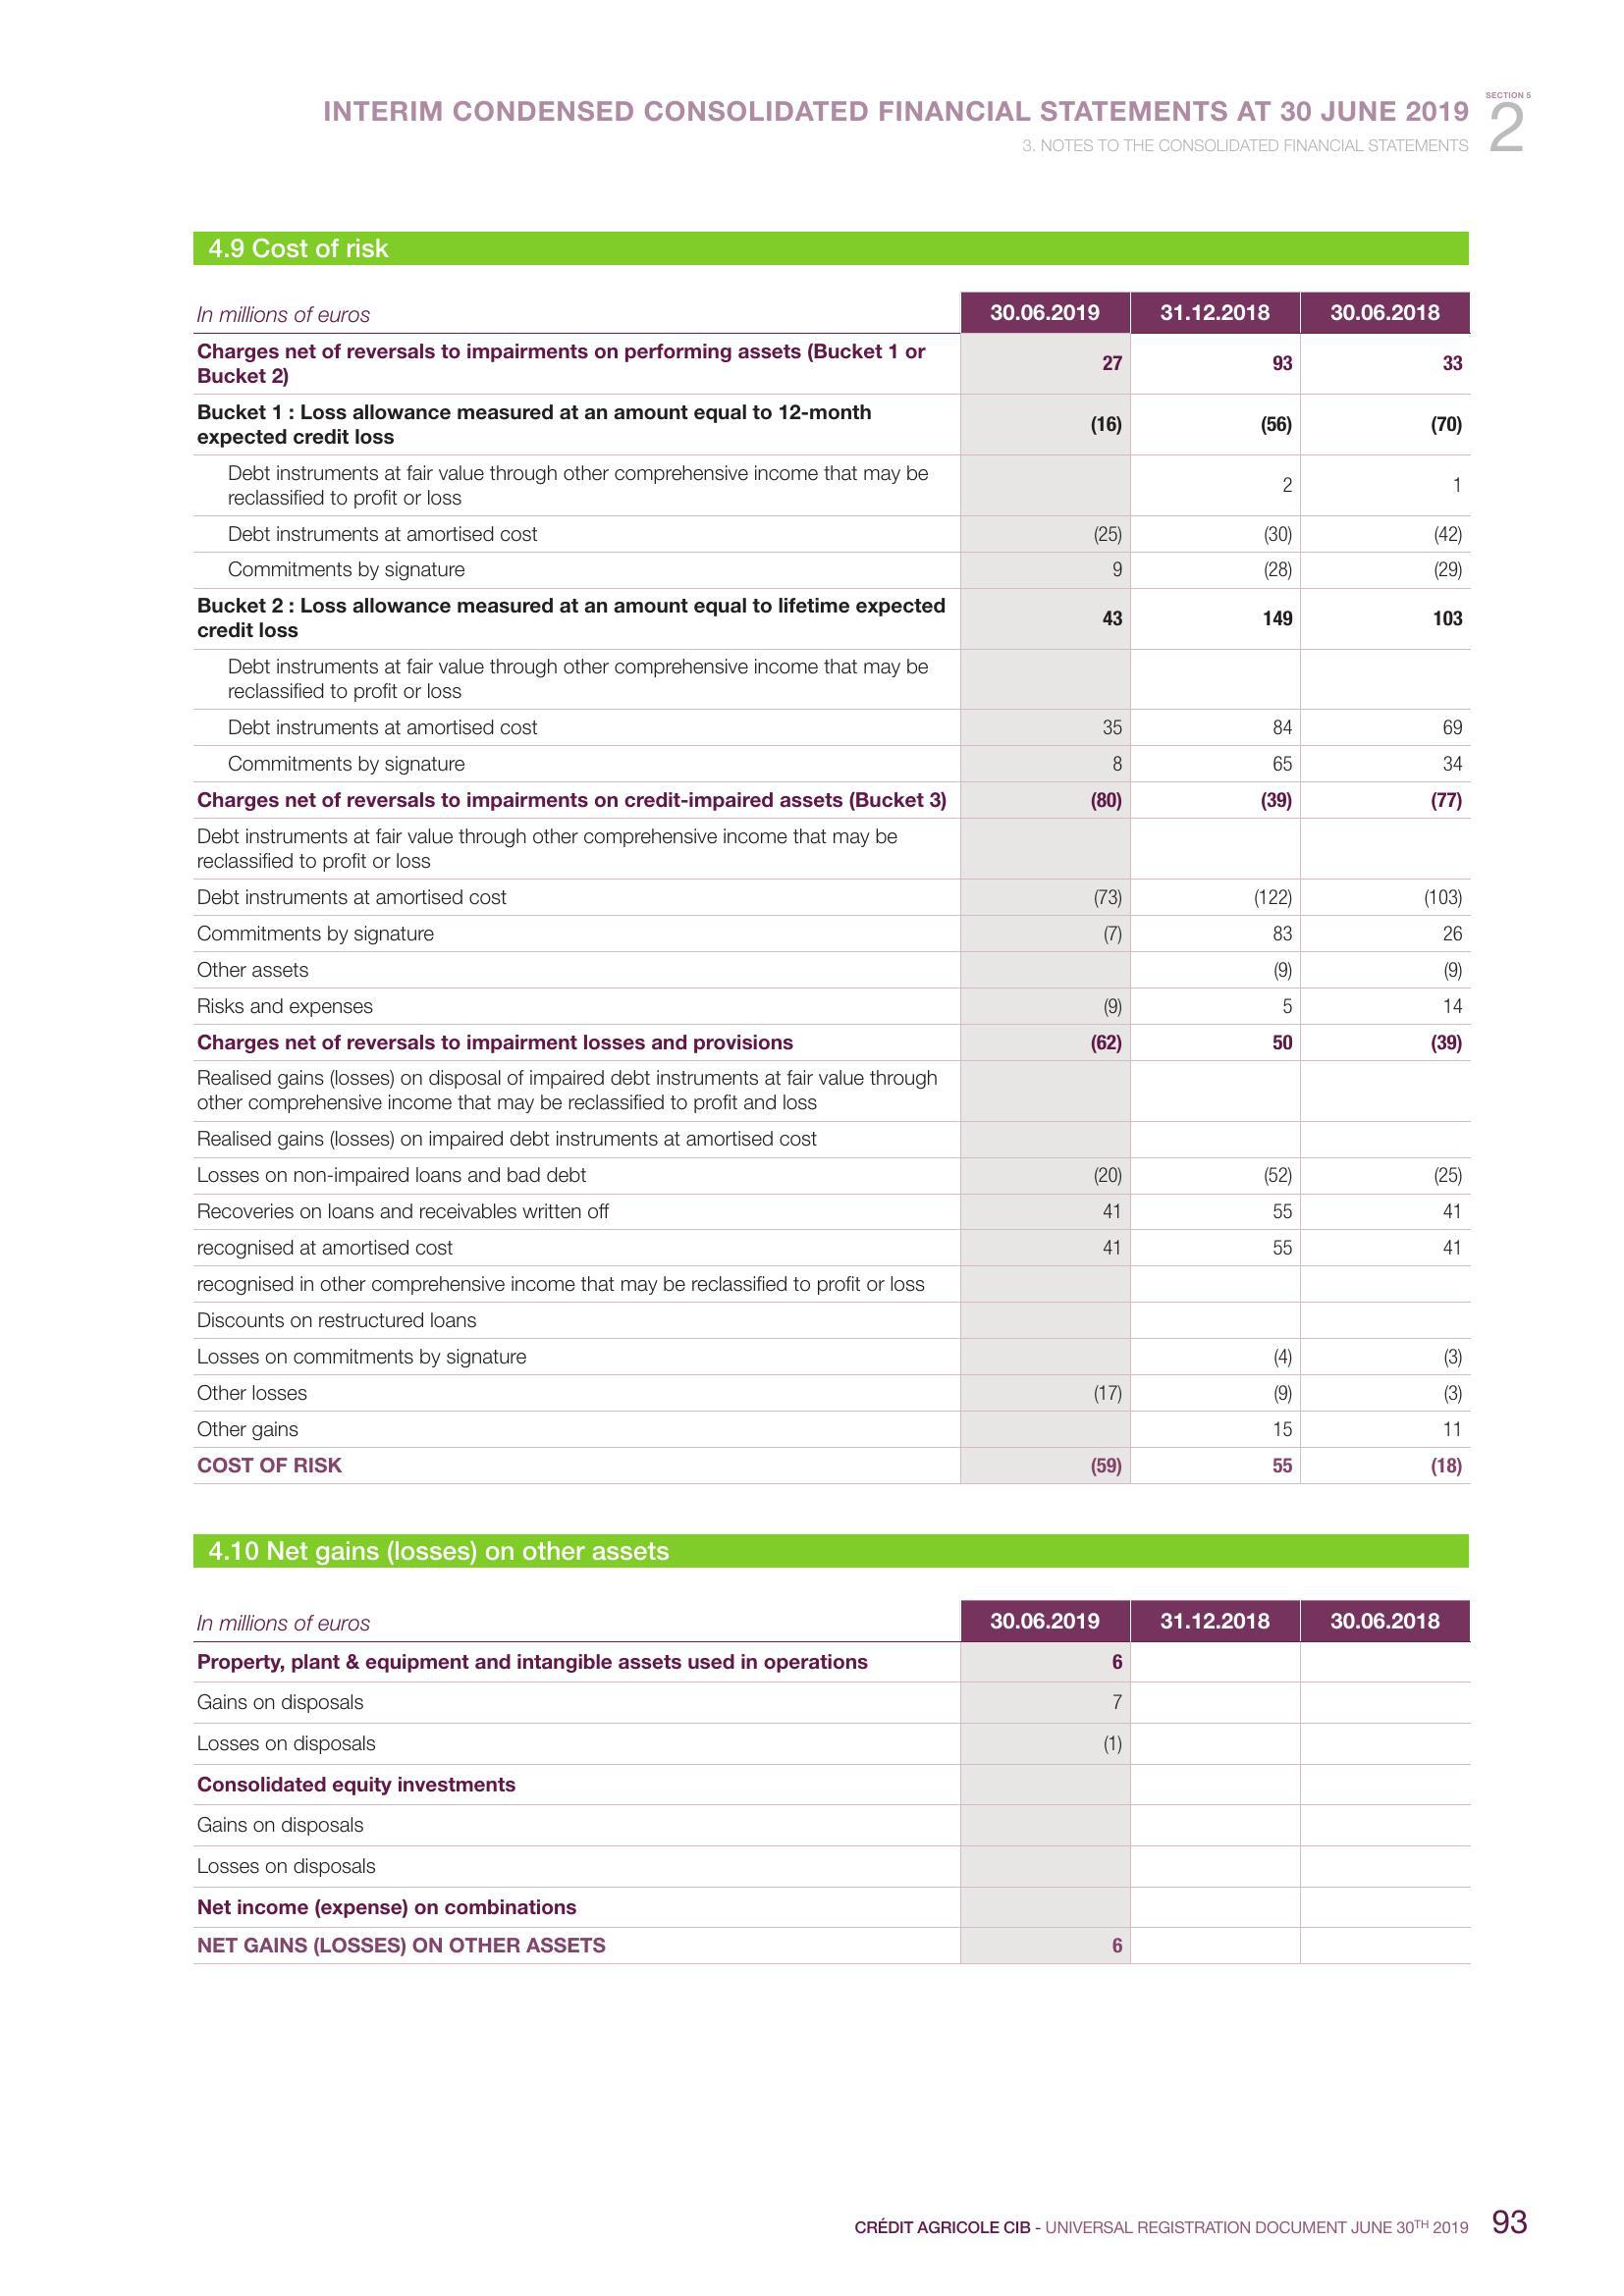 INTERIM CONDENSED CONSOLIDATED FINANCIAL STATEMENTS AT 30 JUNE 2019
3. NOTES TO THE CONSOLIDATED FINANCIAL STATEMENTS
SECTION 5
2
4.9 Cost of risk
In millions of euros 30.06.2019 31.12.2018 30.06.2018
Charges net of reversals to impairments on performing assets (Bucket 1 or
Bucket 2) 27 93 33
Bucket 1 : Loss allowance measured at an amount equal to 12-month
expected credit loss (16) (56) (70)
Debt instruments at fair value through other comprehensive income that may be
reclassified to profit or loss 2 1
Debt instruments at amortised cost (25) (30) (42)
Commitments by signature 9 (28) (29)
Bucket 2 : Loss allowance measured at an amount equal to lifetime expected
credit loss 43 149 103
Debt instruments at fair value through other comprehensive income that may be
reclassified to profit or loss
Debt instruments at amortised cost 35 84 69
Commitments by signature 8 65 34
Charges net of reversals to impairments on credit-impaired assets (Bucket 3) (80) (39) (77)
Debt instruments at fair value through other comprehensive income that may be
reclassified to profit or loss
Debt instruments at amortised cost (73) (122) (103)
Commitments by signature (7) 83 26
Other assets (9) (9)
Risks and expenses (9) 5 14
Charges net of reversals to impairment losses and provisions (62) 50 (39)
Realised gains (losses) on disposal of impaired debt instruments at fair value through
other comprehensive income that may be reclassified to profit and loss
Realised gains (losses) on impaired debt instruments at amortised cost
Losses on non-impaired loans and bad debt (20) (52) (25)
Recoveries on loans and receivables written off 41 55 41
recognised at amortised cost 41 55 41
recognised in other comprehensive income that may be reclassified to profit or loss
Discounts on restructured loans
Losses on commitments by signature (4) (3)
Other losses (17) (9) (3)
Other gains 15 11
COST OF RISK (59) 55 (18)
4.10 Net gains (losses) on other assets
In millions of euros 30.06.2019 31.12.2018 30.06.2018
Property, plant & equipment and intangible assets used in operations 6
Gains on disposals 7
Losses on disposals (1)
Consolidated equity investments
Gains on disposals
Losses on disposals
Net income (expense) on combinations
NET GAINS (LOSSES) ON OTHER ASSETS 6
CRÉDIT AGRICOLE CIB - UNIVERSAL REGISTRATION DOCUMENT JUNE 30TH 2019 93